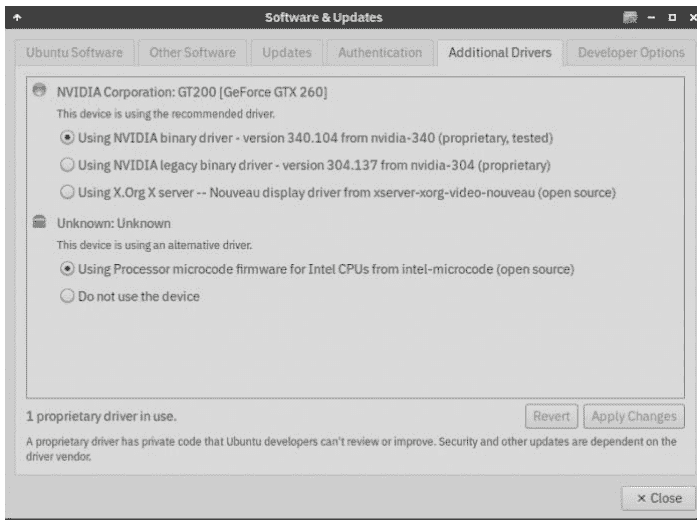 Software & Updates
Ubuntu Software
Other Software
Updates
Authentication
Additional Drivers
Developer Options
NVIDIA Corporation: GT200 [GeForce GTX 260]
This device is using the recommended driver.
Using NVIDIA binary driver - version 340.104 from nvidia-340 (proprietary, tested)
Using NVIDIA legacy binary driver - version 304.137 from nvidia-304 (proprietary)
Using X.Org X server -- Nouveau display driver from xserver-xorg-video-nouveau (open source)
Unknown: Unknown
This device is using an alternative driver.
Using Processor microcode firmware for Intel CPUs from intel-microcode (open source)
Do not use the device
1 proprietary driver in use.
Revert
Apply Changes
A proprietary driver has private code that Ubuntu developers can't review or improve. Security and other updates are dependent on the
driver vendor.
× Close